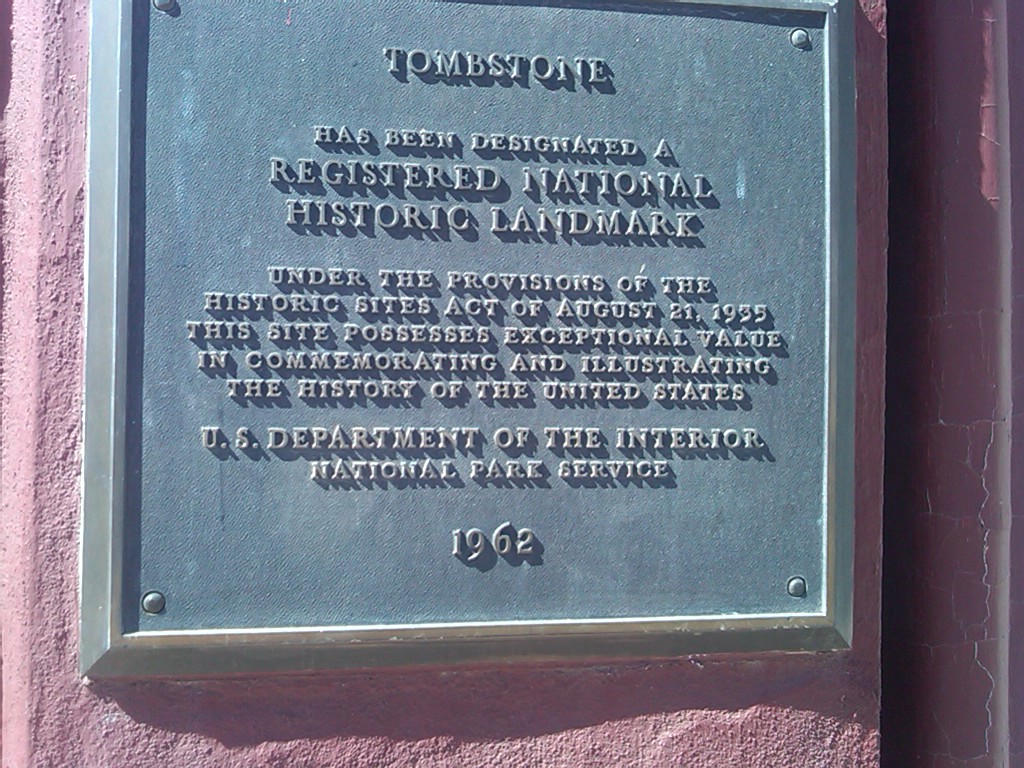 TOMBSTONE
HAS BEEN DESIGNATED A
REGISTERED NATIONAL
HISTORIC LANDMARK
UNDER THE PROVISIONS OF THE
HISTORIC SITES ACT OF AUGUST 21, 1935
THIS SITE POSSESSES EXCEPTIONAL VALUE
IN COMMEMORATING AND ILLUSTRATING
THE HISTORY OF THE UNITED STATES
U.S. DEPARTMENT OF THE INTERIOR
NATIONAL PARK SERVICE
1962